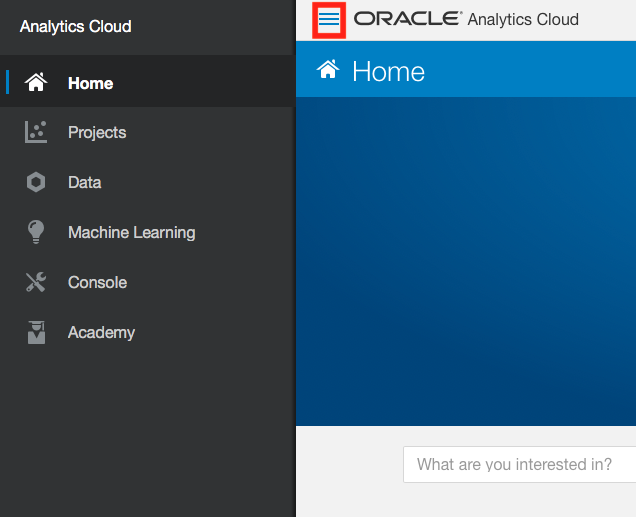 Analytics Cloud
Home
Projects
Data
Machine Learning
Console
Academy
ORACLE® Analytics Cloud
Home
What are you interested in?